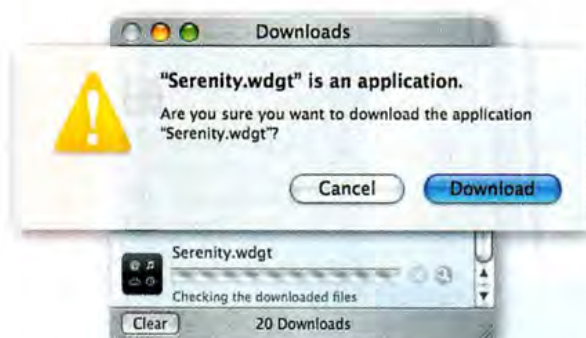 Downloads
"Serenity.wdgt" is an application.
Are you sure you want to download the application
"Serenity.wdgt"?
Cancel
Download
Serenity.wdgt
Checking the downloaded files
Clear
20 Downloads